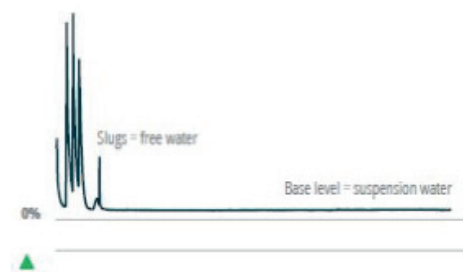 Slugs = free water
Base level = suspension water
0%